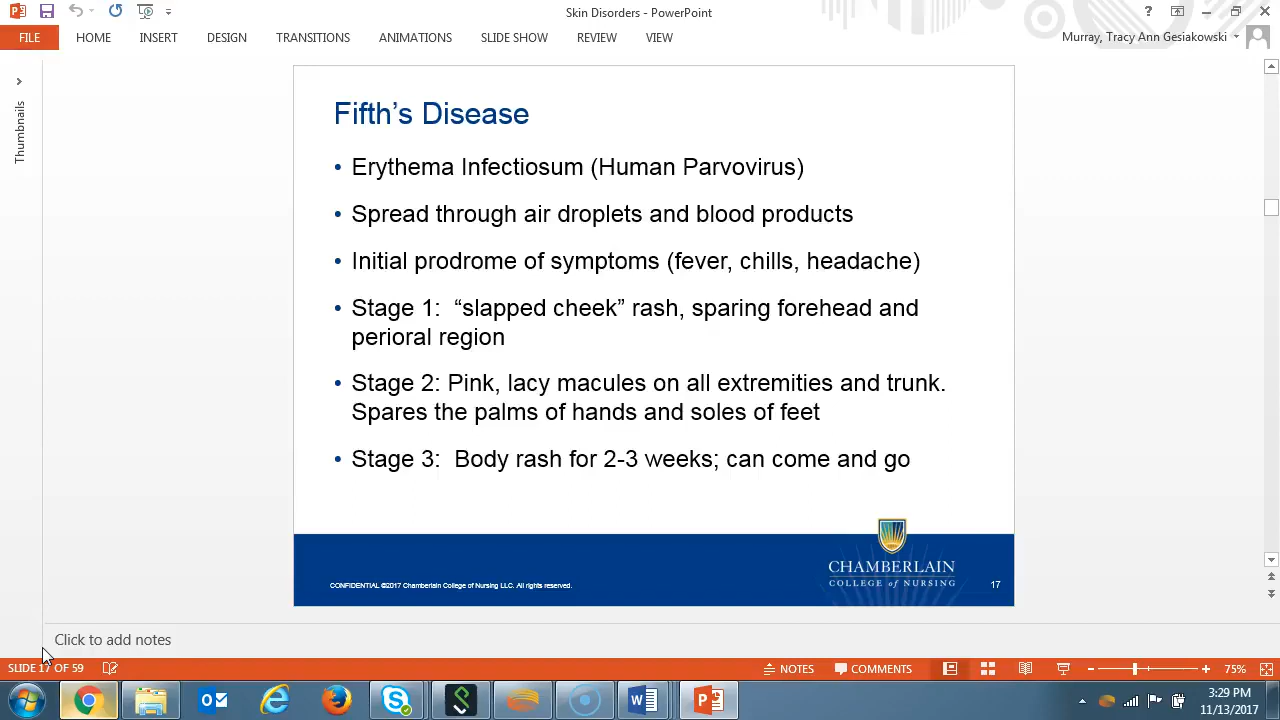 Skin Disorders - PowerPoint
?
FILE HOME INSERT DESIGN TRANSITIONS ANIMATIONS SLIDE SHOW REVIEW VIEW
Murray, Tracy Ann Gesiakowski
Thumbnails
Fifth’s Disease
• Erythema Infectiosum (Human Parvovirus)
• Spread through air droplets and blood products
• Initial prodrome of symptoms (fever, chills, headache)
• Stage 1: “slapped cheek” rash, sparing forehead and
perioral region
• Stage 2: Pink, lacy macules on all extremities and trunk.
Spares the palms of hands and soles of feet
• Stage 3: Body rash for 2-3 weeks; can come and go
CHAMBERLAIN
COLLEGE of NURSING
CONFIDENTIAL ©2017 Chamberlain College of Nursing LLC. All rights reserved.
17
Click to add notes
SLIDE 17 OF 59
NOTES COMMENTS 75%
3:29 PM
11/13/2017